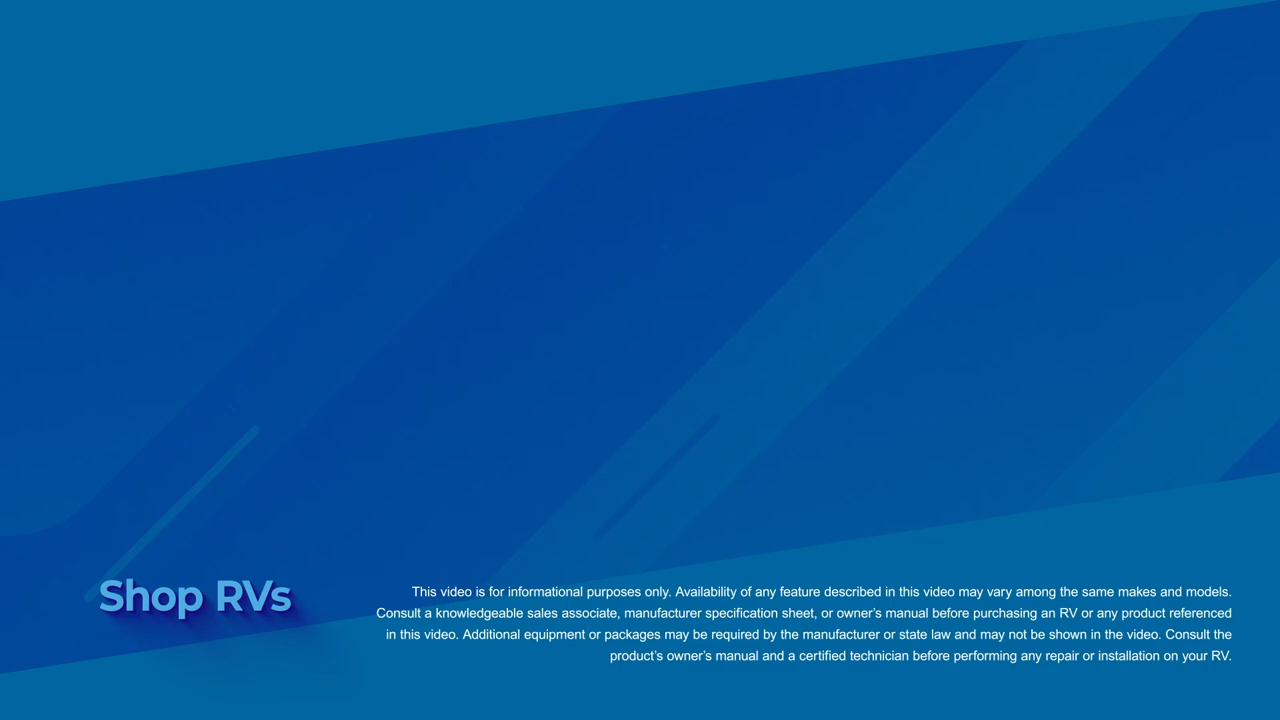 Shop RVs
This video is for informational purposes only. Availability of any feature described in this video may vary among the same makes and models.
Consult a knowledgeable sales associate, manufacturer specification sheet, or owner's manual before purchasing an RV or any product referenced
in this video. Additional equipment or packages may be required by the manufacturer or state law and may not be shown in the video. Consult the
product's owner's manual and a certified technician before performing any repair or installation on your RV.